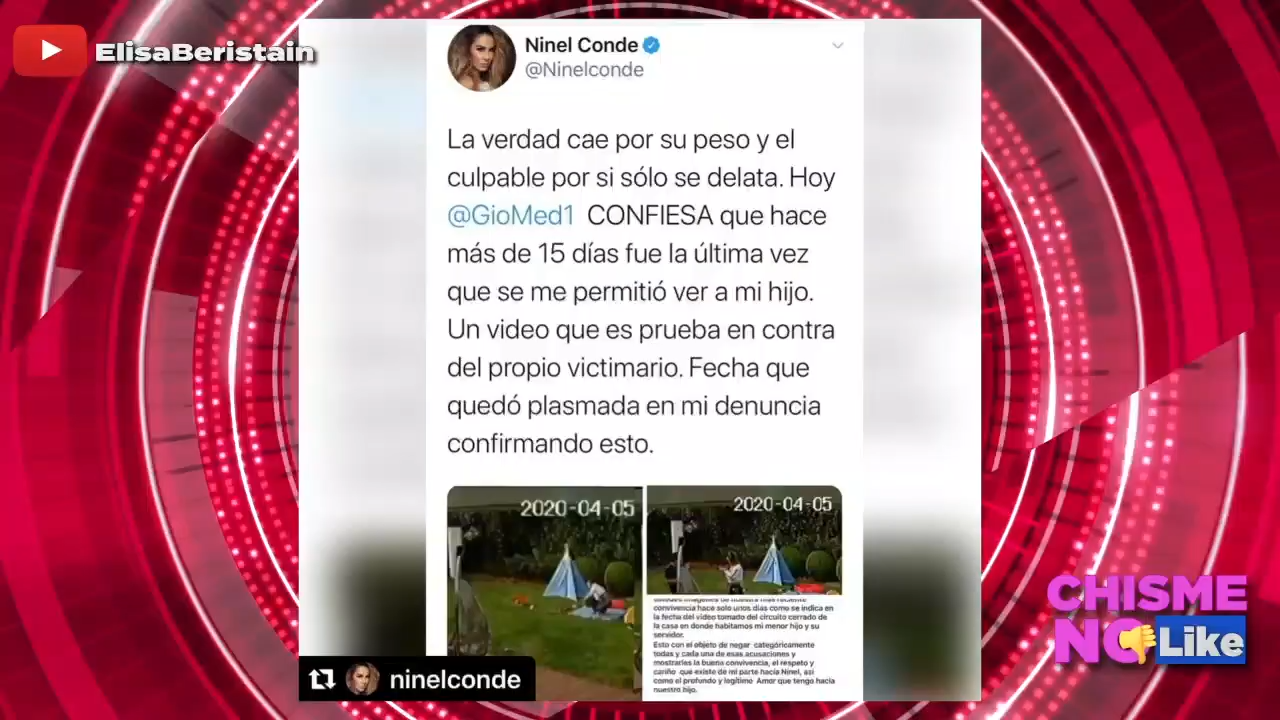 ElisaBeristain
Ninel Conde
@Ninelconde
La verdad cae por su peso y el
culpable por si sólo se delata. Hoy
@GioMed1 CONFIESA que hace
más de 15 días fue la última vez
que se me permitió ver a mi hijo.
Un video que es prueba en contra
del propio victimario. Fecha que
quedó plasmada en mi denuncia
confirmando esto.
2020-04-05
2020-04-05
imágenes de nuestra más reciente
convivencia hace solo unos días como se indica en
la fecha del video tomado del circuito cerrado de
la casa en donde habitamos mi menor hijo y su
servidor.
Esto con el objeto de negar categóricamente
todas y cada una de esas acusaciones y
mostrarles la buena convivencia, el respeto y
cariño que existe de mi parte hacia Ninel, así
como el profundo y legítimo Amor que tengo hacia
nuestro hijo.
ninelconde
CHISME
NO Like